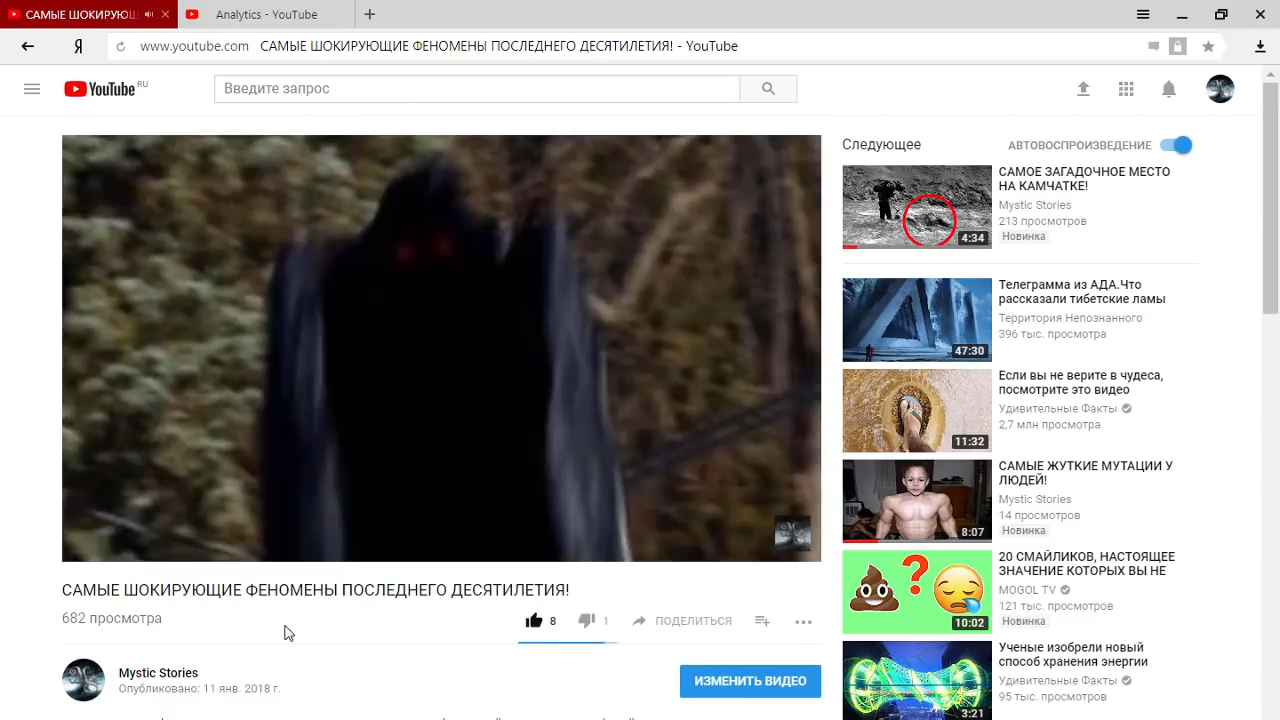 САМЫЕ ШОКИРУЮЩ
Analytics - YouTube
Я
www.youtube.com САМЫЕ ШОКИРУЮЩИЕ ФЕНОМЕНЫ ПОСЛЕДНЕГО ДЕСЯТИЛЕТИЯ! - YouTube
YouTube RU
Введите запрос
Следующее
АВТОВОСПРОИЗВЕДЕНИЕ
САМОЕ ЗАГАДОЧНОЕ МЕСТО
НА КАМЧАТКЕ!
Mystic Stories
213 просмотров
Новинка
4:34
Телеграмма из АДА.Что
рассказали тибетские ламы
Территория Непознанного
396 тыс. просмотра
47:30
Если вы не верите в чудеса,
посмотрите это видео
Удивительные Факты
2,7 млн просмотра
11:32
САМЫЕ ЖУТКИЕ МУТАЦИИ У
ЛЮДЕЙ!
Mystic Stories
14 просмотров
Новинка
8:07
20 СМАЙЛИКОВ, НАСТОЯЩЕЕ
ЗНАЧЕНИЕ КОТОРЫХ ВЫ НЕ
MOGOL TV
121 тыс. просмотров
Новинка
10:02
Ученые изобрели новый
способ хранения энергии
Удивительные Факты
95 тыс. просмотров
3:21
САМЫЕ ШОКИРУЮЩИЕ ФЕНОМЕНЫ ПОСЛЕДНЕГО ДЕСЯТИЛЕТИЯ!
682 просмотра
8
1
ПОДЕЛИТЬСЯ
Mystic Stories
Опубликовано: 11 янв. 2018 г.
ИЗМЕНИТЬ ВИДЕО